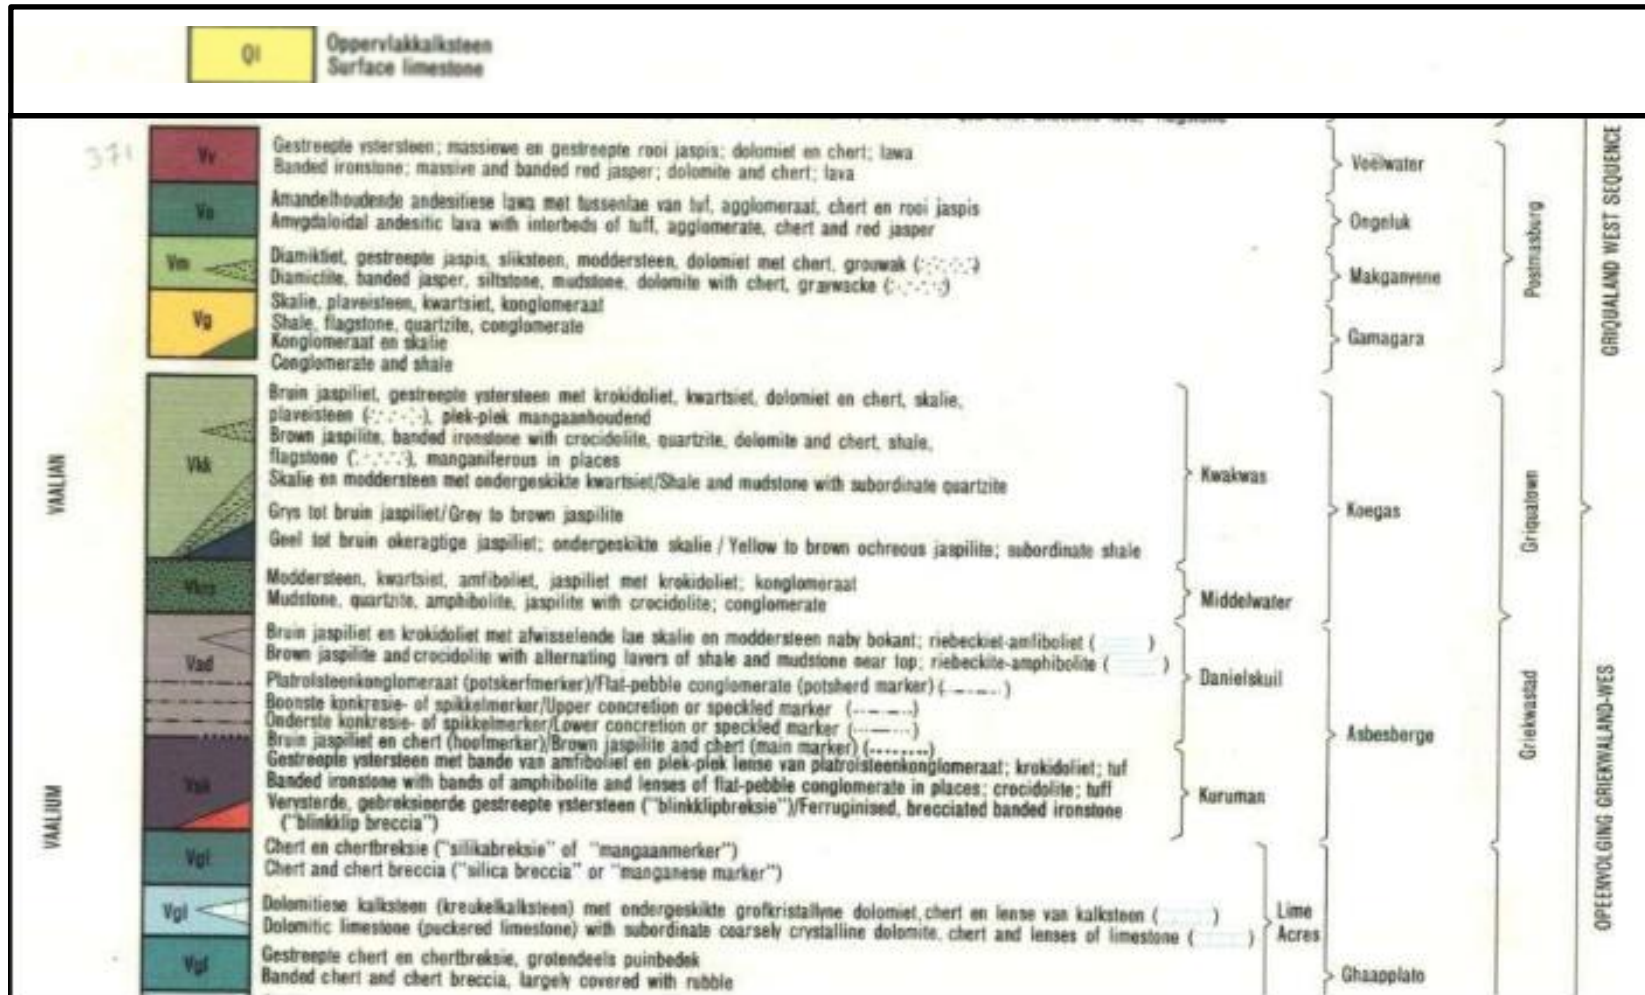 Ql
Oppervlakkalksteen
Surface limestone
371
Vv
Gestreepte ystersteen; massiewe en gestreepte rooi jaspis; dolomiet en chert; lawa
Banded ironstone; massive and banded red jasper; dolomite and chert; lava
Voëlwater
Vo
Amandelhoudende andesitiese lawa met tussenlae van tuf, agglomeraat, chert en rooi jaspis
Amygdaloidal andesitic lava with interbeds of tuff, agglomerate, chert and red jasper
Ongeluk
Vm
Diamiktiet, gestreepte jaspis, sliksteen, moddersteen, dolomiet met chert, grouwak ( )
Diamictite, banded jasper, siltstone, mudstone, dolomite with chert, graywacke ( )
Makganyene
Vg
Skalie, plaveisteen, kwartsiet, konglomeraat
Shale, flagstone, quartzite, conglomerate
Konglomeraat en skalie
Conglomerate and shale
Gamagara
Postmasburg
GRIQUALAND WEST SEQUENCE
Vkk
Bruin jaspiliet, gestreepte ystersteen met krokidoliet, kwartsiet, dolomiet en chert, skalie,
plaveisteen ( ), plek-plek mangaanhoudend
Brown jaspilite, banded ironstone with crocidolite, quartzite, dolomite and chert, shale,
flagstone ( ), manganiferous in places
Skalie en moddersteen met ondergeskikte kwartsiet/Shale and mudstone with subordinate quartzite
Grys tot bruin jaspiliet/Grey to brown jaspilite
Geel tot bruin okeragtige jaspiliet; ondergeskikte skalie / Yellow to brown ochreous jaspilite; subordinate shale
Kwakwas
Koegas
Griquatown
VAALIAN
Moddersteen, kwartsiet, amfiboliet, jaspiliet met krokidoliet; konglomeraat
Mudstone, quartzite, amphibolite, jaspilite with crocidolite; conglomerate
Middelwater
Vad
Bruin jaspiliet en krokidoliet met afwisselende lae skalie en moddersteen naby bokant; riebeckiet-amfiboliet ( )
Brown jaspilite and crocidolite with alternating layers of shale and mudstone near top; riebeckite-amphibolite ( )
Platrolsteenkonglomeraat (potskerfmerker)/Flat-pebble conglomerate (potsherd marker) ( )
Boonste konkresie- of spikkelmerker/Upper concretion or speckled marker ( )
Onderste konkresie- of spikkelmerker/Lower concretion or speckled marker ( )
Bruin jaspiliet en chert (hoofmerker)/Brown jaspilite and chert (main marker) ( )
Danielskuil
Asbesberge
Griekwastad
Vak
Gestreepte ystersteen met bande van amfiboliet en plek-plek lense van platrolsteenkonglomeraat; krokidoliet; tuf
Banded ironstone with bands of amphibolite and lenses of flat-pebble conglomerate in places; crocidolite; tuff
Verysterde, gebreksieerde gestreepte ystersteen ("blinkklipbreksie")/Ferruginised, brecciated banded ironstone
("blinkklip breccia")
Kuruman
VAALIUM
OPEENVOLGING GRIEKWALAND-WES
Vgl
Chert en chertbreksie ("silikabreksie" of "mangaanmerker")
Chert and chert breccia ("silica breccia" or "manganese marker")
Vgl
Dolomitiese kalksteen (kreukelkalksteen) met ondergeskikte grofkristallyne dolomiet, chert en lense van kalksteen ( )
Dolomitic limestone (puckered limestone) with subordinate coarsely crystalline dolomite, chert and lenses of limestone ( )
Lime
Acres
Vgl
Gestreepte chert en chertbreksie, grotendeels puinbedek
Banded chert and chert breccia, largely covered with rubble
Ghaapplato